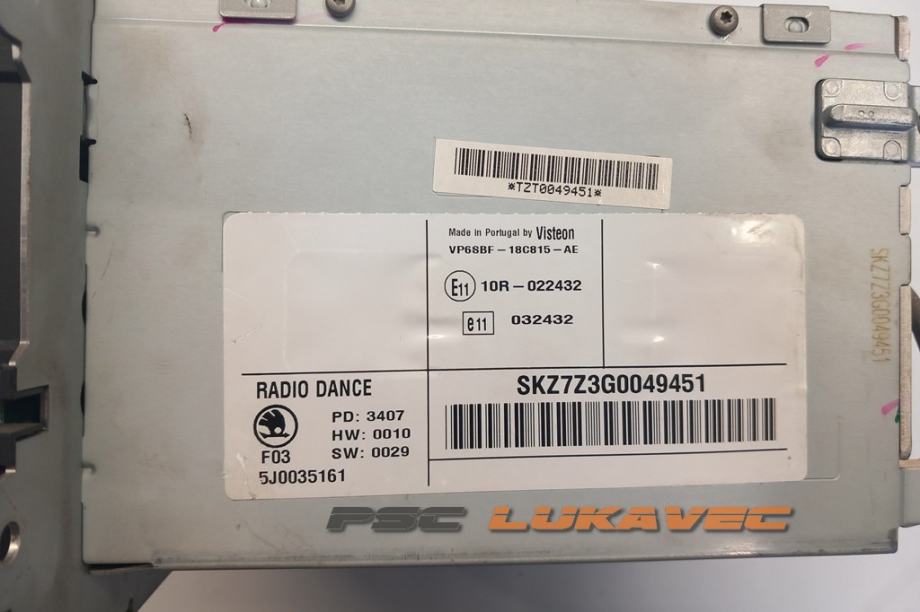 *TZT0049451*
Made in Portugal by Visteon
VP6SBF-18C815-AE
E11 10R-022432
e11 032432
RADIO DANCE
PD: 3407
HW: 0010
F03
SW: 0029
5J0035161
SKZ7Z3G0049451
SKZ7Z3G0049451
PSC LUKAVEC